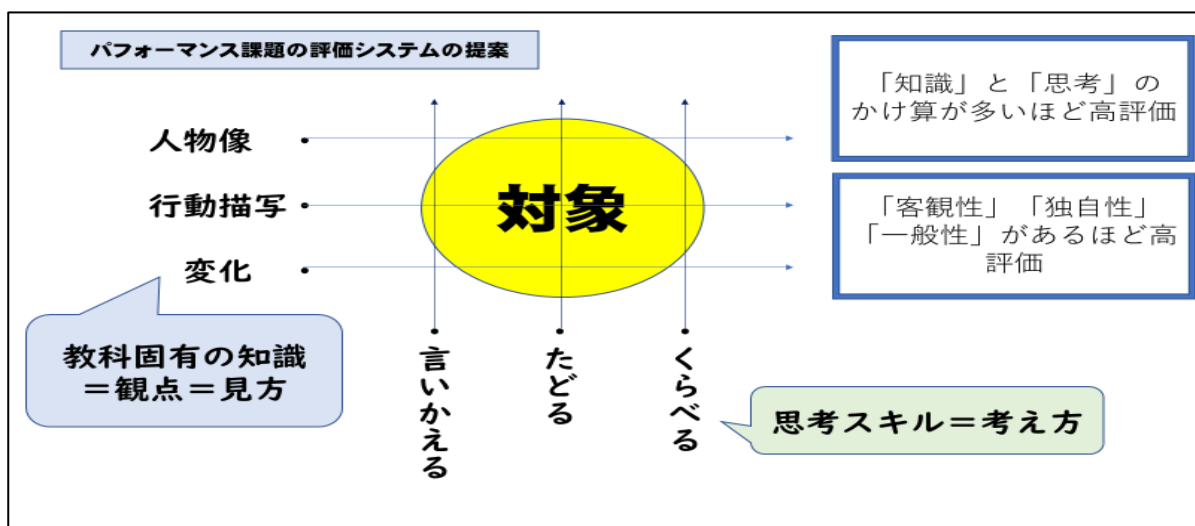 パフォーマンス課題の評価システムの提案
「知識」と「思考」の
かけ算が多いほど高評価
人物像
行動描写
変化
対象
「客観性」「独自性」
「一般性」があるほど高
評価
教科固有の知識
＝観点＝見方
言いかえる
たどる
くらべる
思考スキル＝考え方